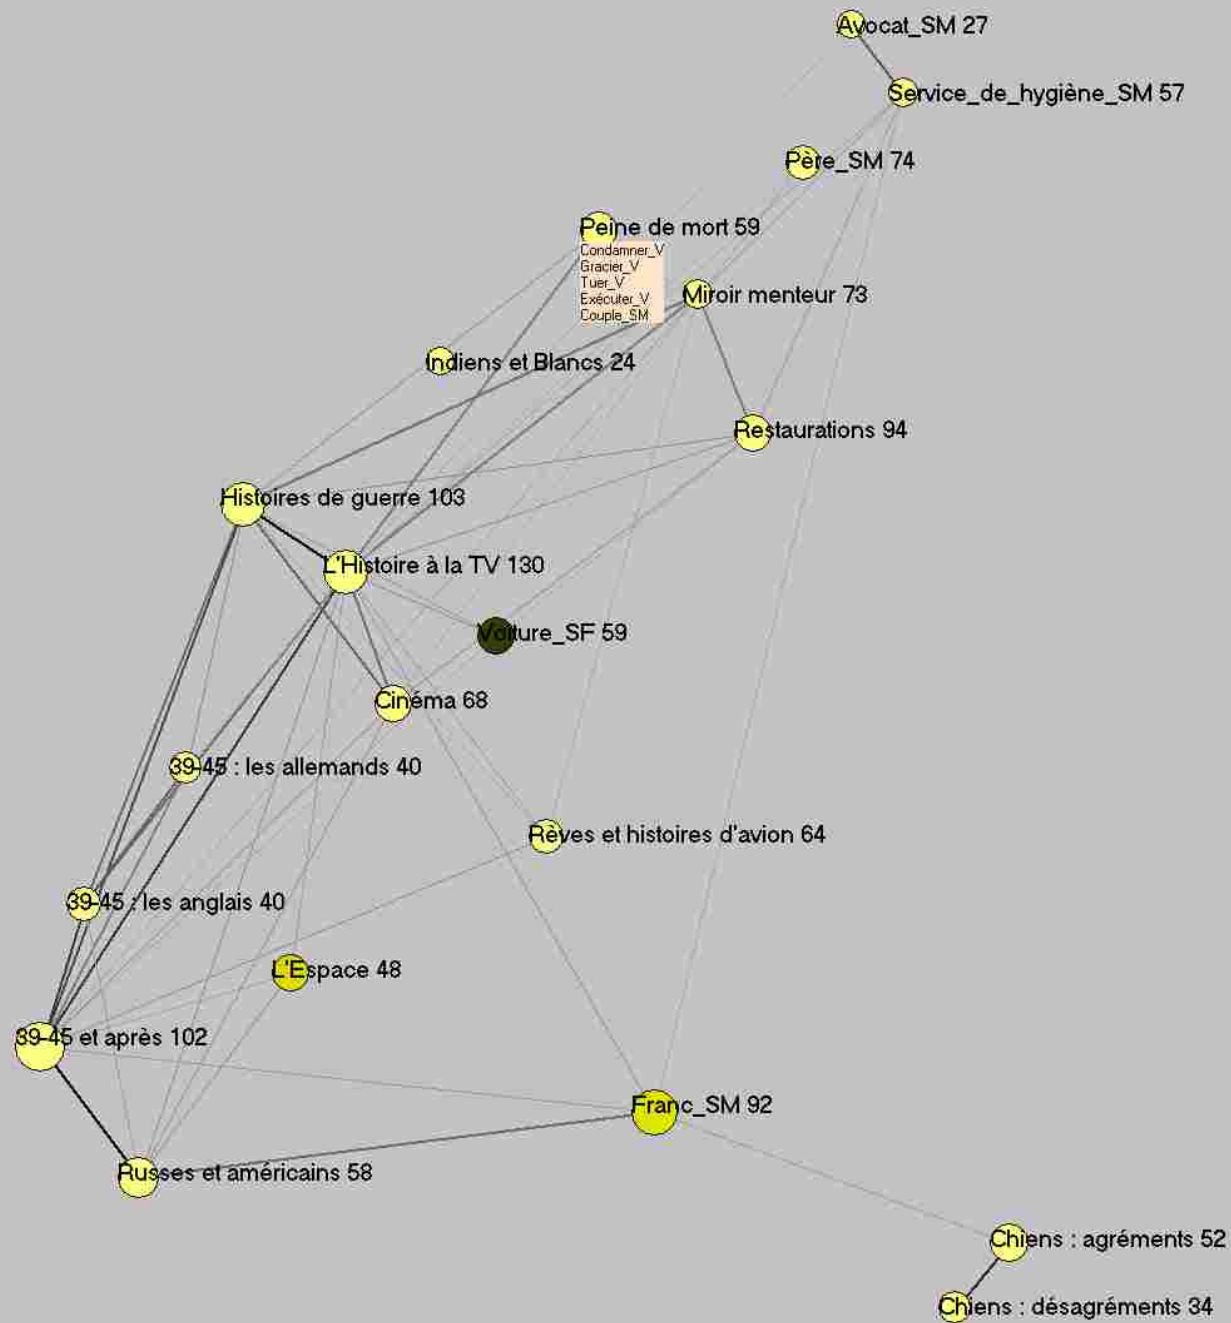 Avocat_SM 27
Service_de_hygiène_SM 57
Père_SM 74
Peine de mort 59
Condamner_V
Gracier_V
Tuer_V
Exécuter_V
Couple_SM
Miroir menteur 73
Indiens et Blancs 24
Restaurations 94
Histoires de guerre 103
L'Histoire à la TV 130
Voiture_SF 59
Cinéma 68
39-45 : les allemands 40
Rêves et histoires d'avion 64
39-45 : les anglais 40
L'Espace 48
39-45 et après 102
Franc_SM 92
Russes et américains 58
Chiens : agréments 52
Chiens : désagréments 34